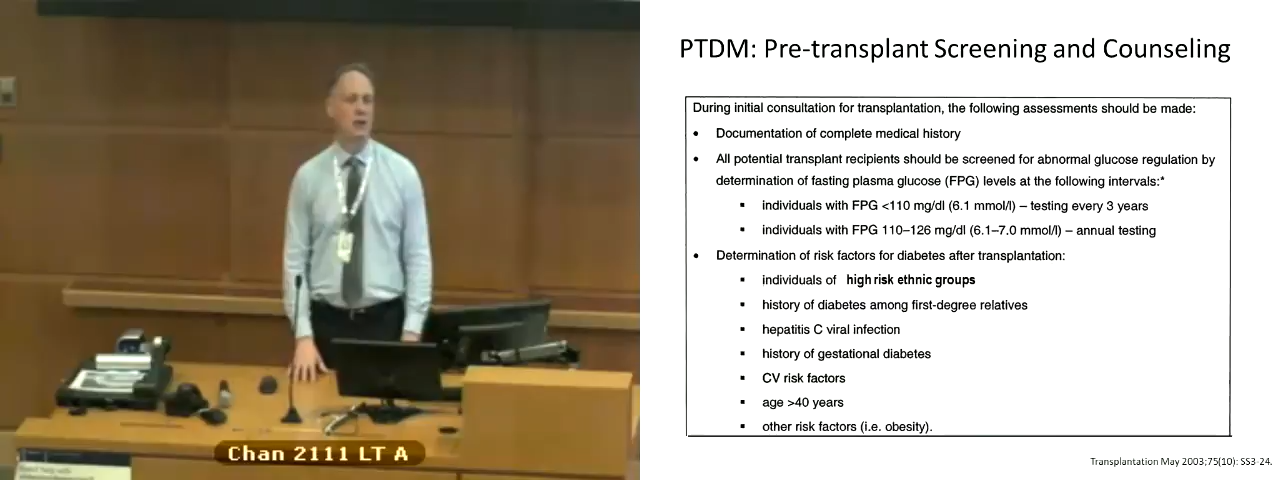 PTDM: Pre-transplant Screening and Counseling
During initial consultation for transplantation, the following assessments should be made:
• Documentation of complete medical history
• All potential transplant recipients should be screened for abnormal glucose regulation by
determination of fasting plasma glucose (FPG) levels at the following intervals:*
▪ individuals with FPG <110 mg/dl (6.1 mmol/l) – testing every 3 years
▪ individuals with FPG 110–126 mg/dl (6.1–7.0 mmol/l) – annual testing
• Determination of risk factors for diabetes after transplantation:
▪ individuals of high risk ethnic groups
▪ history of diabetes among first-degree relatives
▪ hepatitis C viral infection
▪ history of gestational diabetes
▪ CV risk factors
▪ age >40 years
▪ other risk factors (i.e. obesity).
Transplantation May 2003;75(10): SS3-24.
Chan 2111 LT A